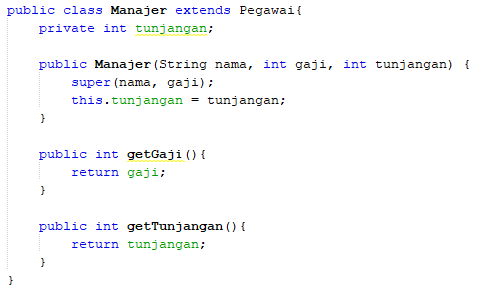 public class Manajer extends Pegawai{
    private int tunjangan;

    public Manajer(String nama, int gaji, int tunjangan) {
        super(nama, gaji);
        this.tunjangan = tunjangan;
    }

    public int getGaji(){
        return gaji;
    }

    public int getTunjangan(){
        return tunjangan;
    }
}